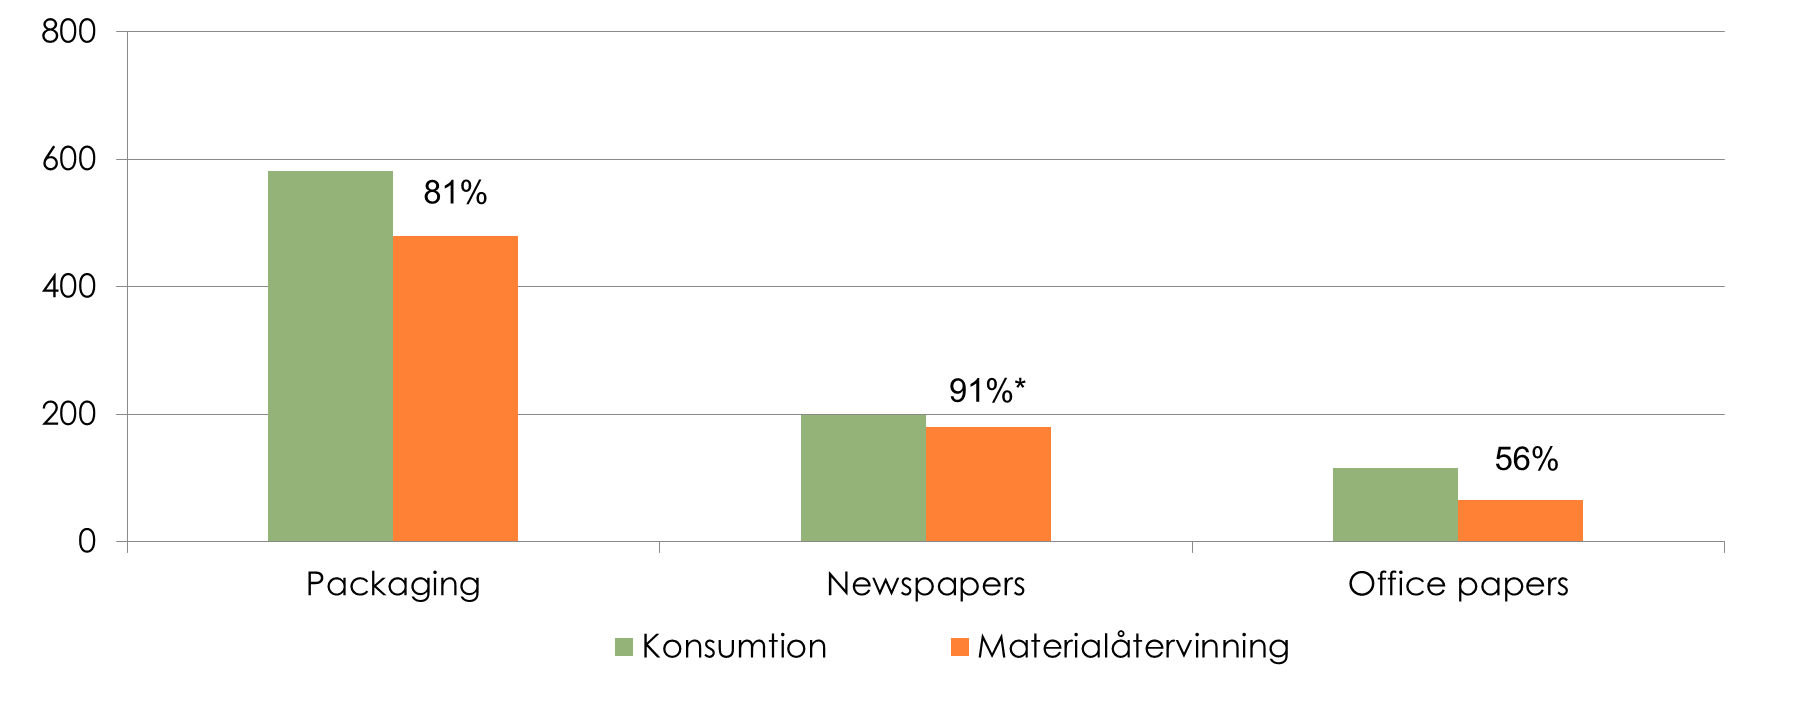 800
600
400
200
0
81%
91%*
56%
Packaging
Newspapers
Office papers
Konsumtion
Materialåtervinning